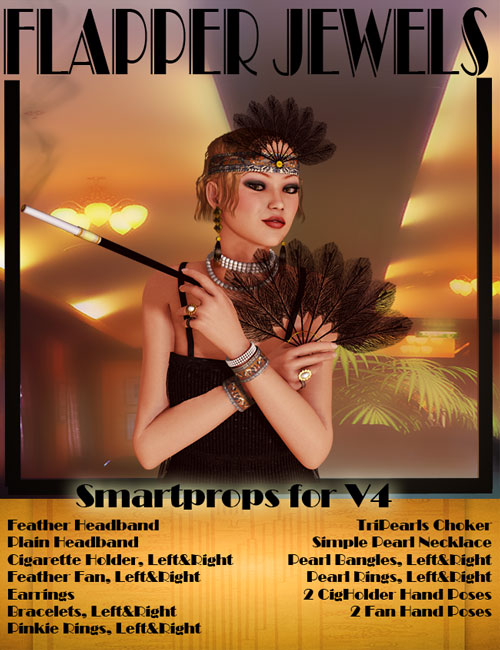 FLAPPER JEWELS
Smartprops for V4
Feather Headband
Plain Headband
Cigarette Holder, Left&Right
Feather Fan, Left&Right
Earrings
Bracelets, Left&Right
Pinkie Rings, Left&Right
TriPearls Choker
Simple Pearl Necklace
Pearl Bangles, Left&Right
Pearl Rings, Left&Right
2 CigHolder Hand Poses
2 Fan Hand Poses